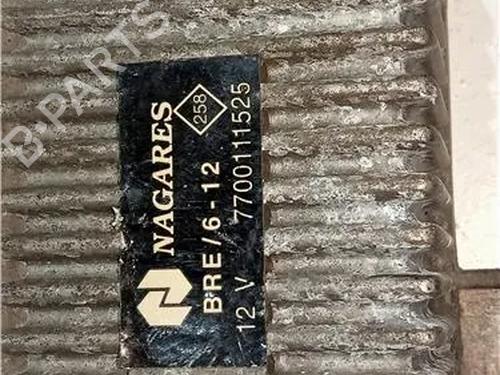 NAGARES
258
BRE/6-12
12 V 7700111525
B-PARTS